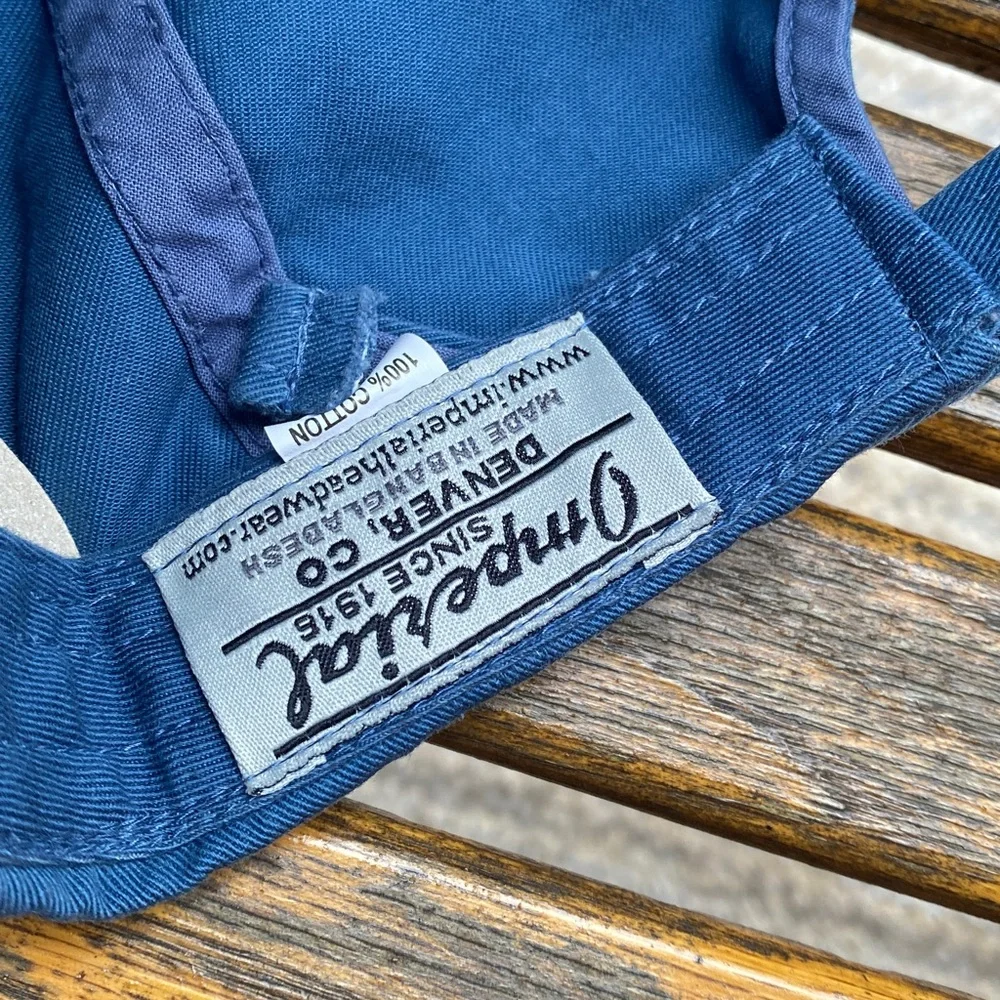 Imperial
SINCE 1916
DENVER, CO
MADE IN BANGLADESH
www.imperialheadwear.com
100% COTTON